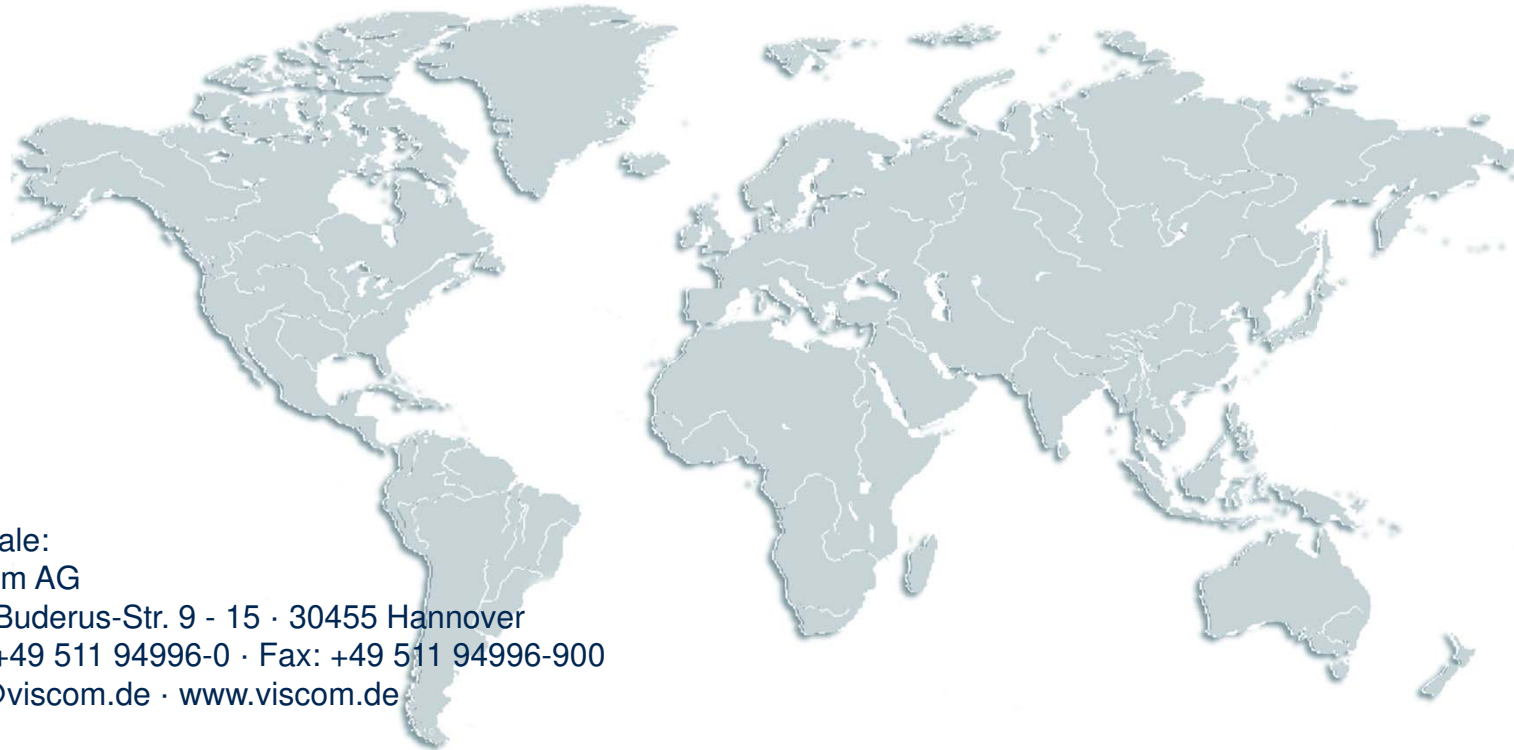 ale:
m AG
Buderus-Str. 9 - 15 · 30455 Hannover
+49 511 94996-0 · Fax: +49 511 94996-900
@viscom.de · www.viscom.de